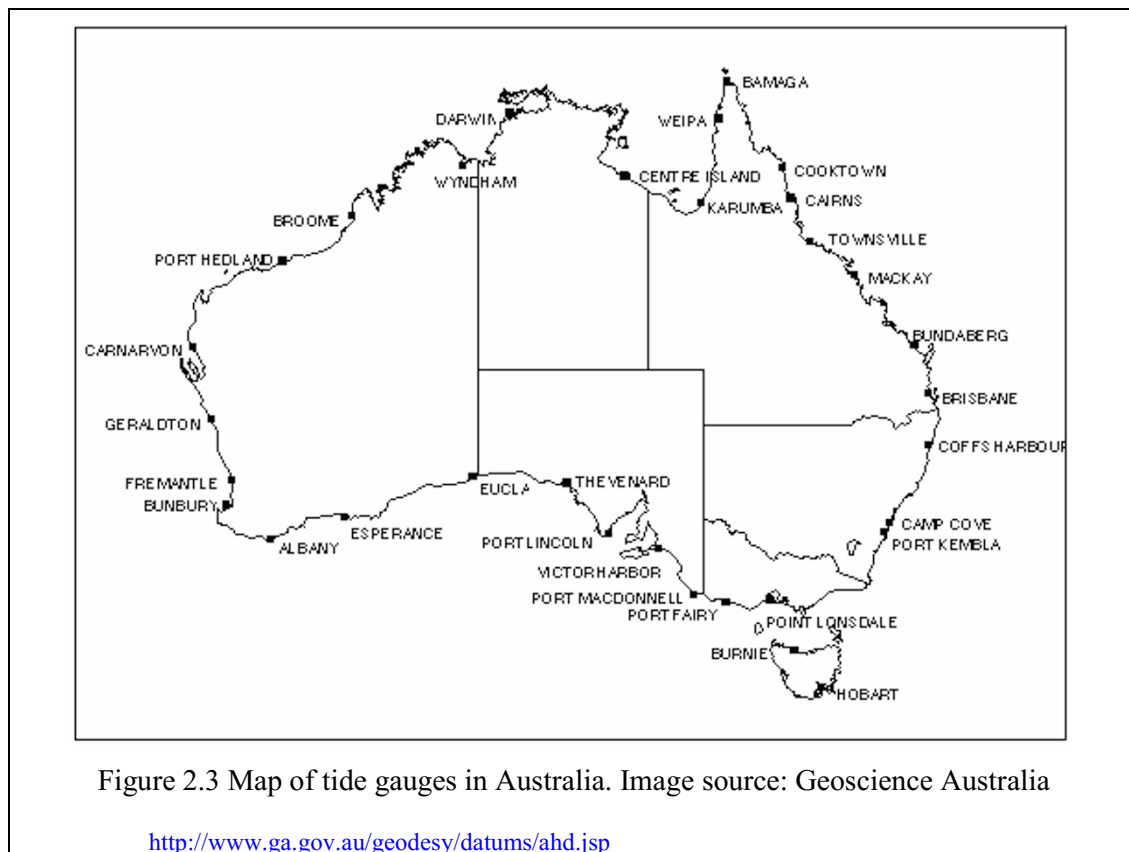 BAMAGA
DARWIN
WEIPA
WYNDHAM
CENTRE ISLAND
COOKTOWN
KARUMBA
CAIRNS
BROOME
TOWNSVILLE
PORT HEDLAND
MACKAY
BUNDABERG
CARNARVON
BRISBANE
GERALDTON
COFFS HARBOUR
FREMANTLE
EUCLA
THEVENARD
BUNBURY
CAMP COVE
ESPERANCE
PORT LINCOLN
PORT KEMBLA
ALBANY
VICTOR HARBOR
PORT MACDONNELL
PORT FAIRY
POINT LONSDALE
BURNIE
HOBART
Figure 2.3 Map of tide gauges in Australia. Image source: Geoscience Australia
http://www.ga.gov.au/geodesy/datums/ahd.jsp